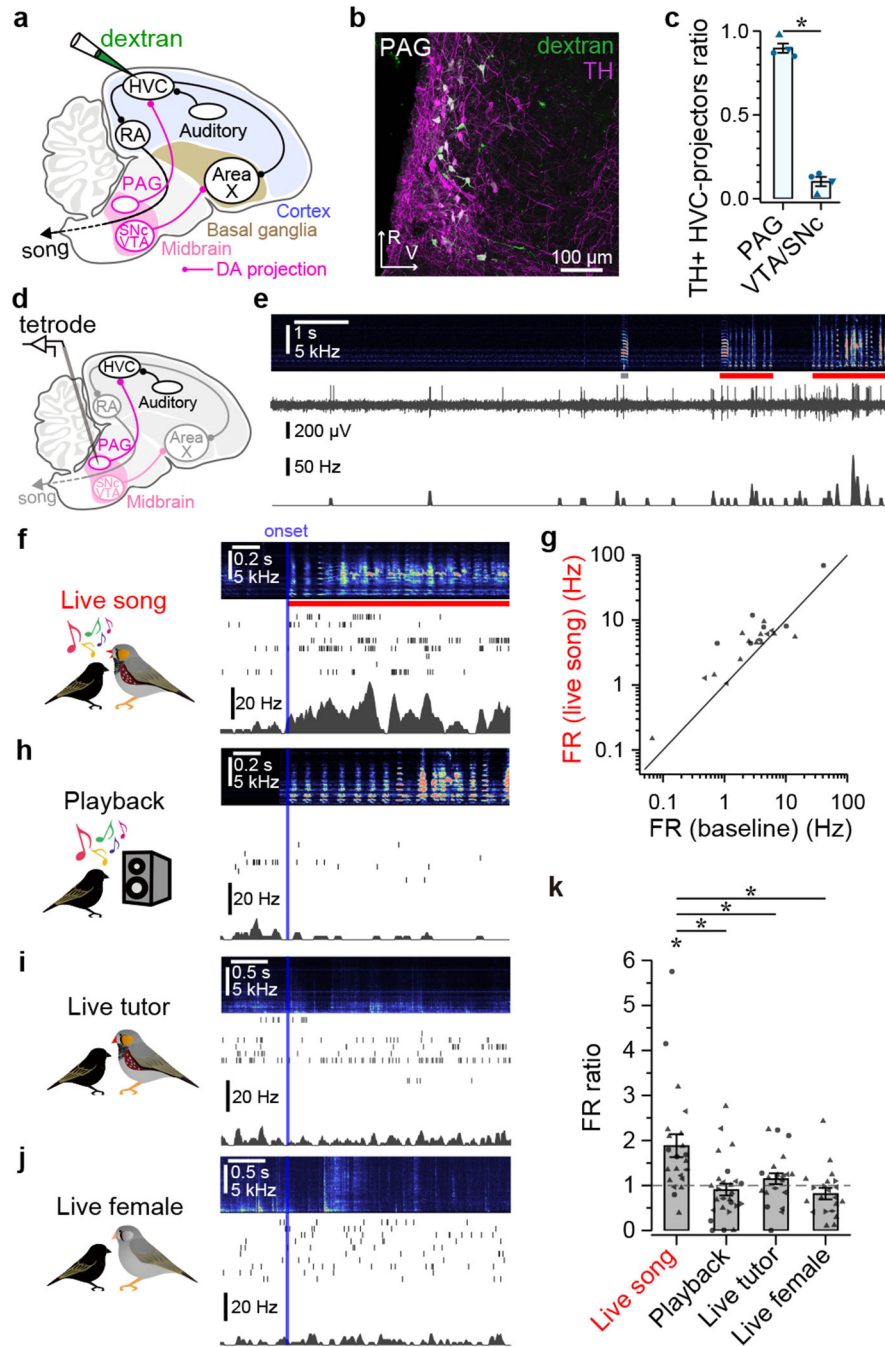 a
dextran
HVC
RA
Auditory
PAG
Area
X
SNc
VTA
Cortex
Basal ganglia
Midbrain
song
DA projection
b
PAG
dextran
TH
R
V
100 µm
c
*
TH+ HVC-projectors ratio
1.0
0.5
0.0
PAG
VTA/SNc
d
tetrode
HVC
RA
Auditory
PAG
Area
X
SNc
VTA
song
Midbrain
e
1 s
5 kHz
200 µV
50 Hz
f
onset
Live song
0.2 s
5 kHz
20 Hz
g
FR (live song) (Hz)
100
10
1
0.1
0.1
1
10
100
FR (baseline) (Hz)
h
Playback
0.2 s
5 kHz
20 Hz
i
Live tutor
0.5 s
5 kHz
20 Hz
j
Live female
0.5 s
5 kHz
20 Hz
k
*
*
*
*
FR ratio
6
5
4
3
2
1
0
Live song
Playback
Live tutor
Live female